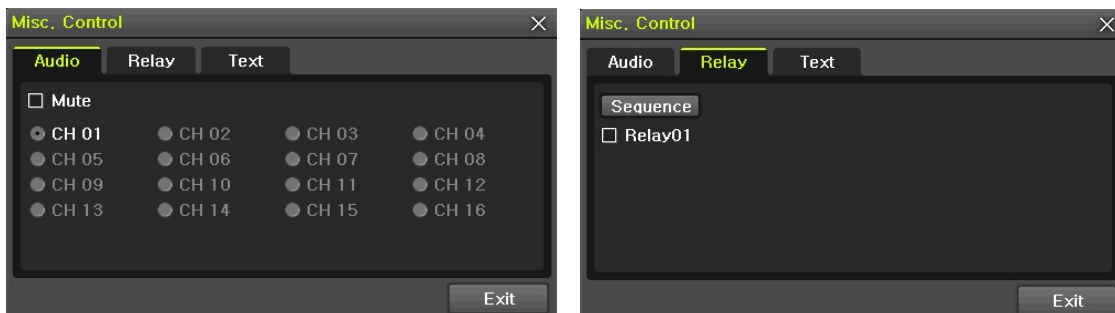 Misc. Control
Audio Relay Text
Mute
CH 01 CH 02 CH 03 CH 04
CH 05 CH 06 CH 07 CH 08
CH 09 CH 10 CH 11 CH 12
CH 13 CH 14 CH 15 CH 16
Exit
Misc. Control
Audio Relay Text
Sequence
Relay01
Exit